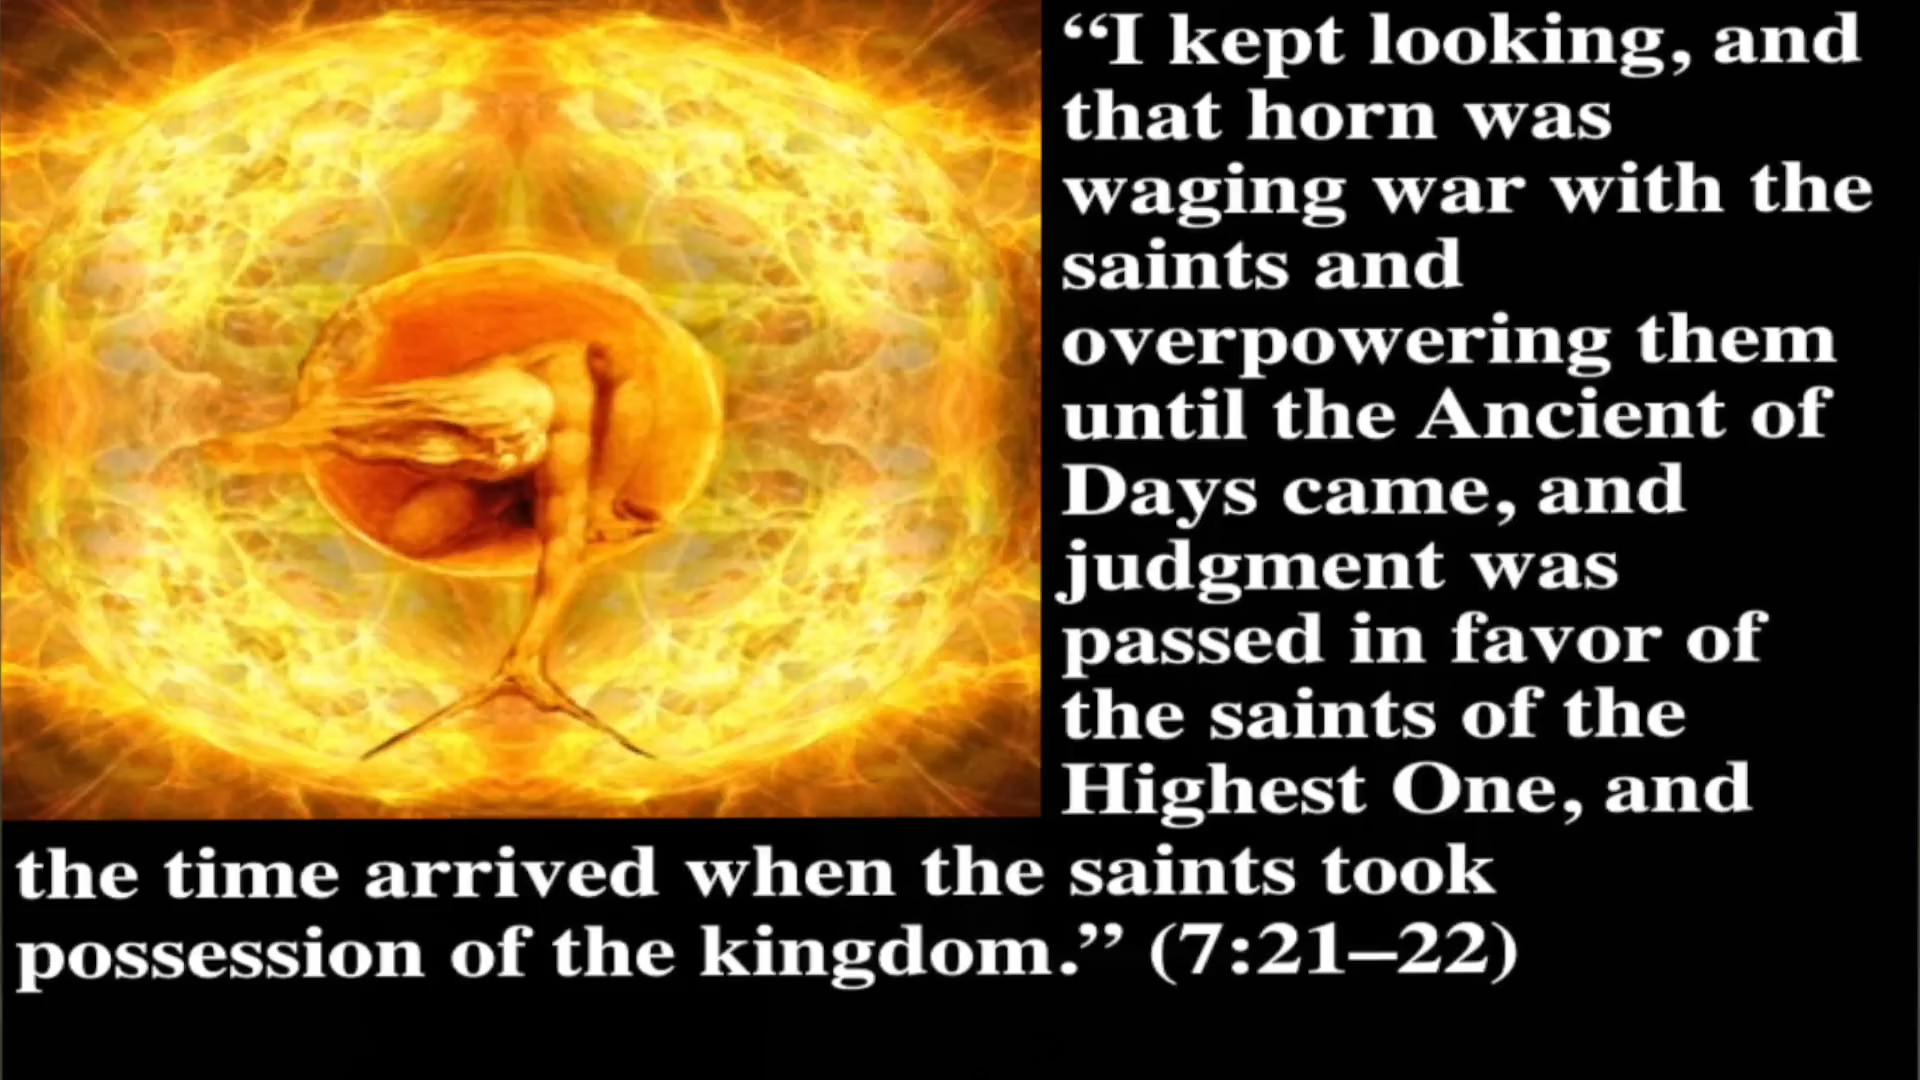 “I kept looking, and
that horn was
waging war with the
saints and
overpowering them
until the Ancient of
Days came, and
judgment was
passed in favor of
the saints of the
Highest One, and
the time arrived when the saints took
possession of the kingdom.” (7:21–22)